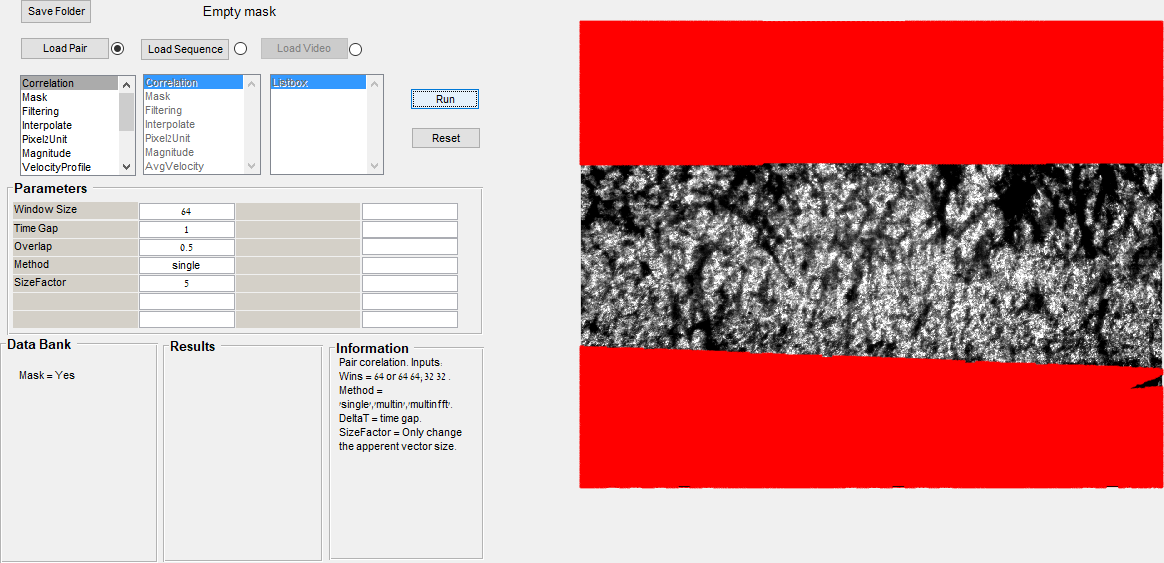 Save Folder
Empty mask
Load Pair
Load Sequence
Load Video
Correlation
Mask
Filtering
Interpolate
Pixel2Unit
Magnitude
VelocityProfile
Correlation
Mask
Filtering
Interpolate
Pixel2Unit
Magnitude
AvgVelocity
Listbox
Run
Reset
Parameters
Window Size 64
Time Gap 1
Overlap 0.5
Method single
SizeFactor 5
Data Bank
Mask = Yes
Results
Information
Pair corelation. Inputs:
Wins = 64 or 64 64, 32 32 .
Method =
'single','multin','multinfft'.
DeltaT = time gap.
SizeFactor = Only change
the apperent vector size.